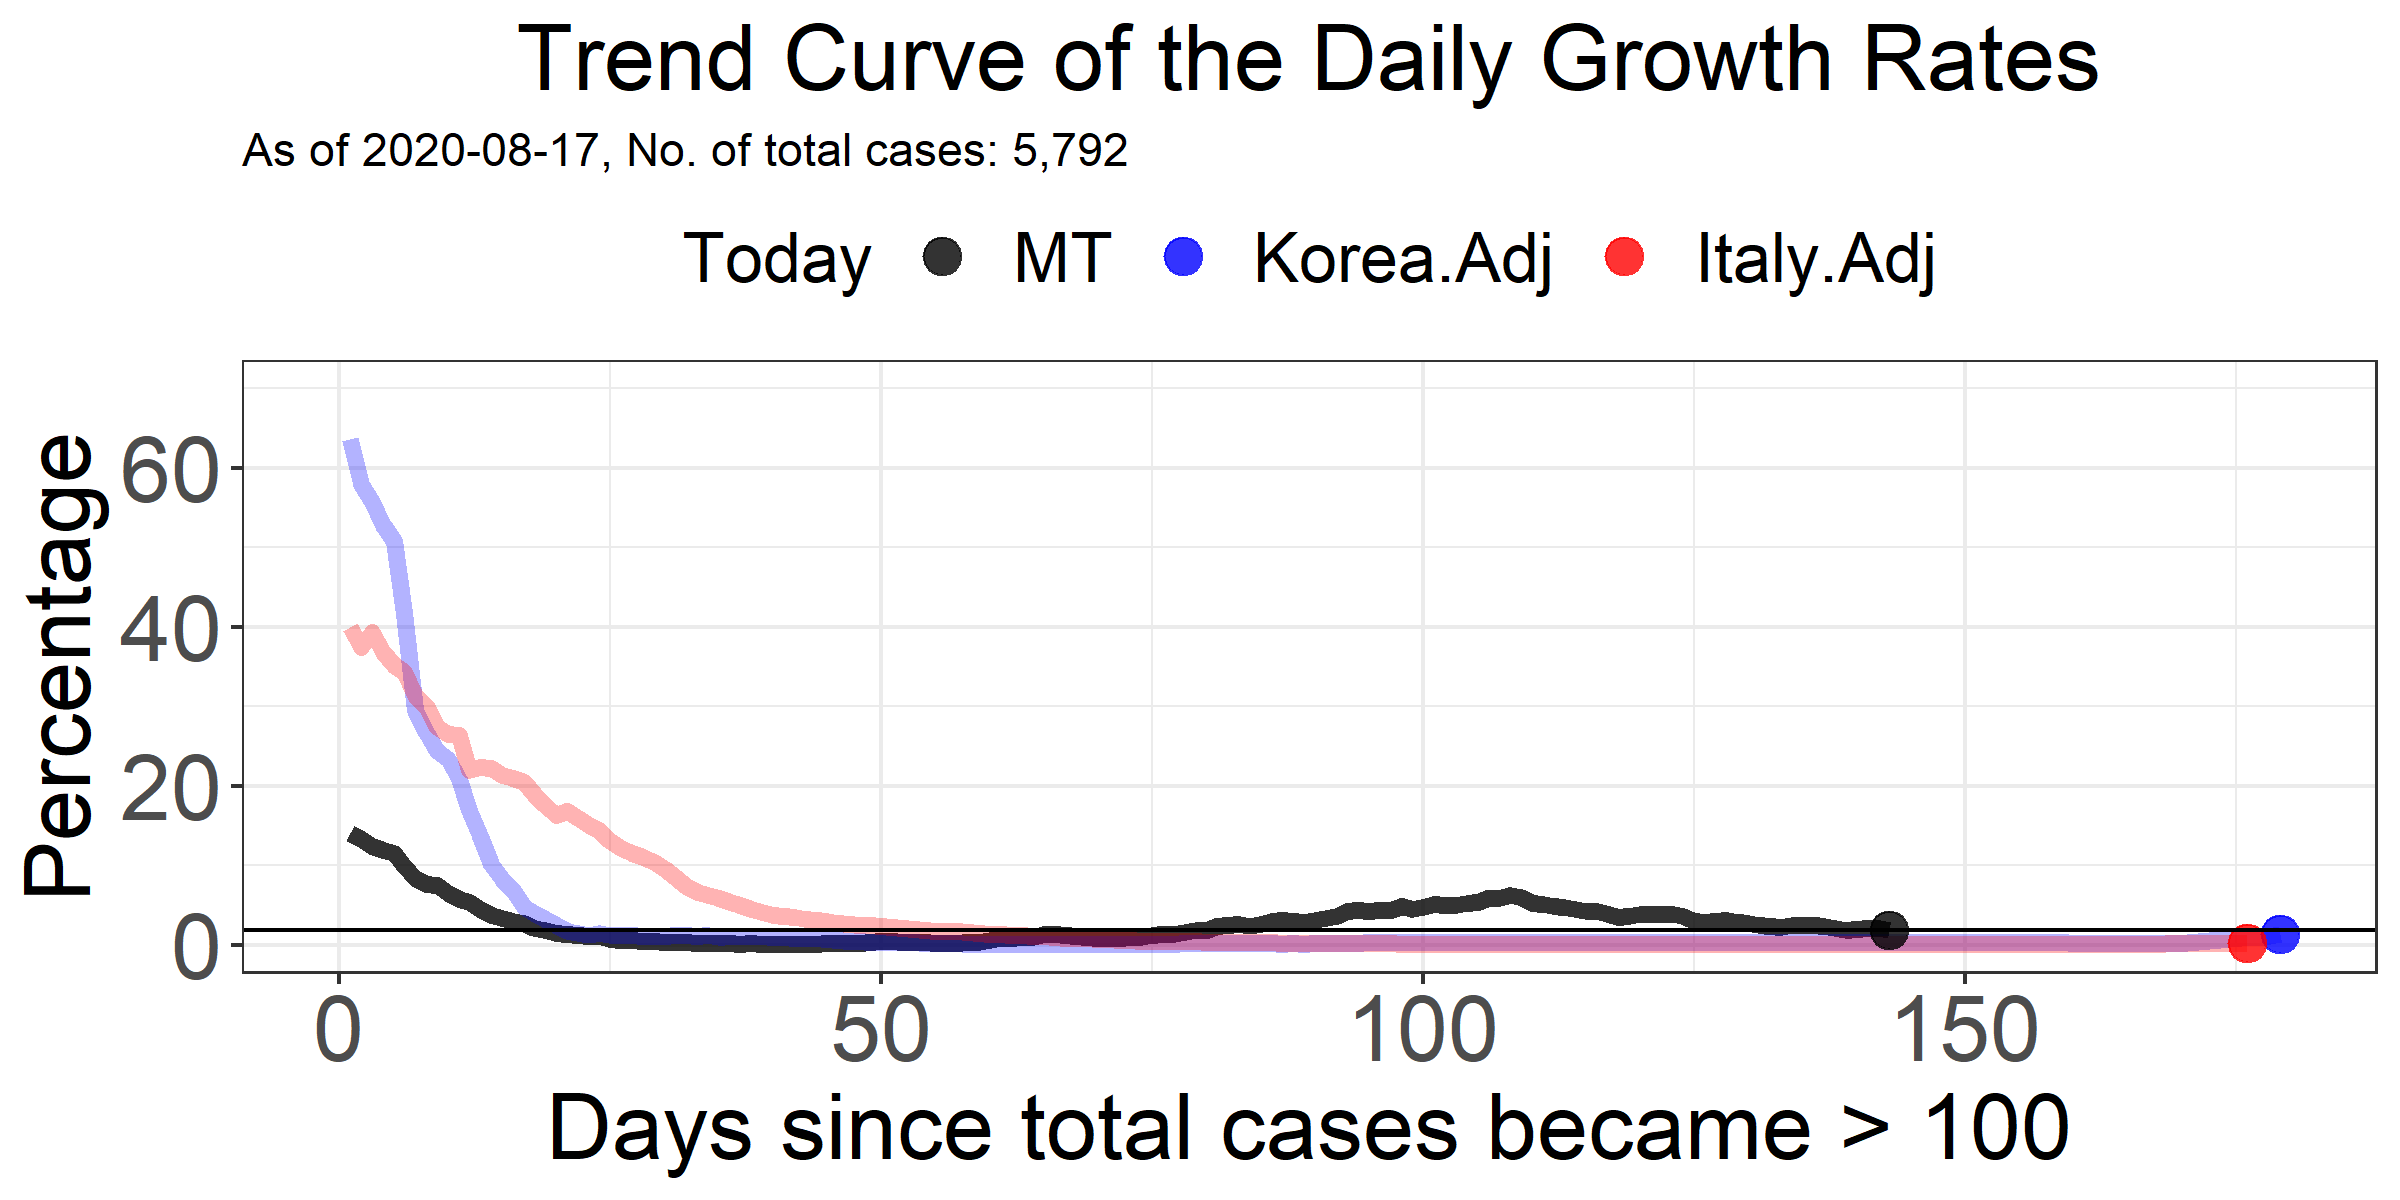 Trend Curve of the Daily Growth Rates
As of 2020-08-17, No. of total cases: 5,792
Today MT Korea.Adj Italy.Adj
Percentage
60
40
20
0
0 50 100 150
Days since total cases became > 100